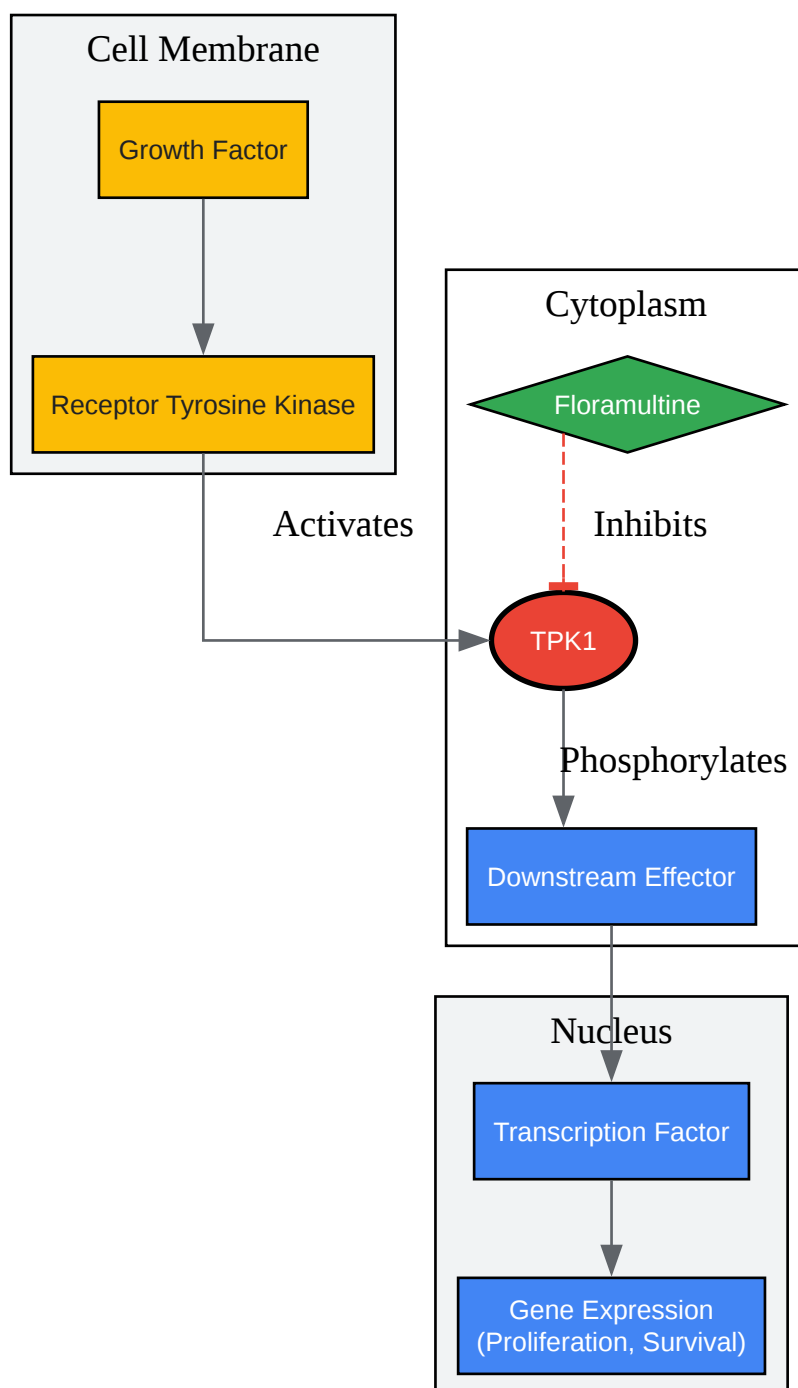 Cell Membrane
Growth Factor
Receptor Tyrosine Kinase
Activates
Cytoplasm
Floramultine
Inhibits
TPK1
Phosphorylates
Downstream Effector
Nucleus
Transcription Factor
Gene Expression
(Proliferation, Survival)